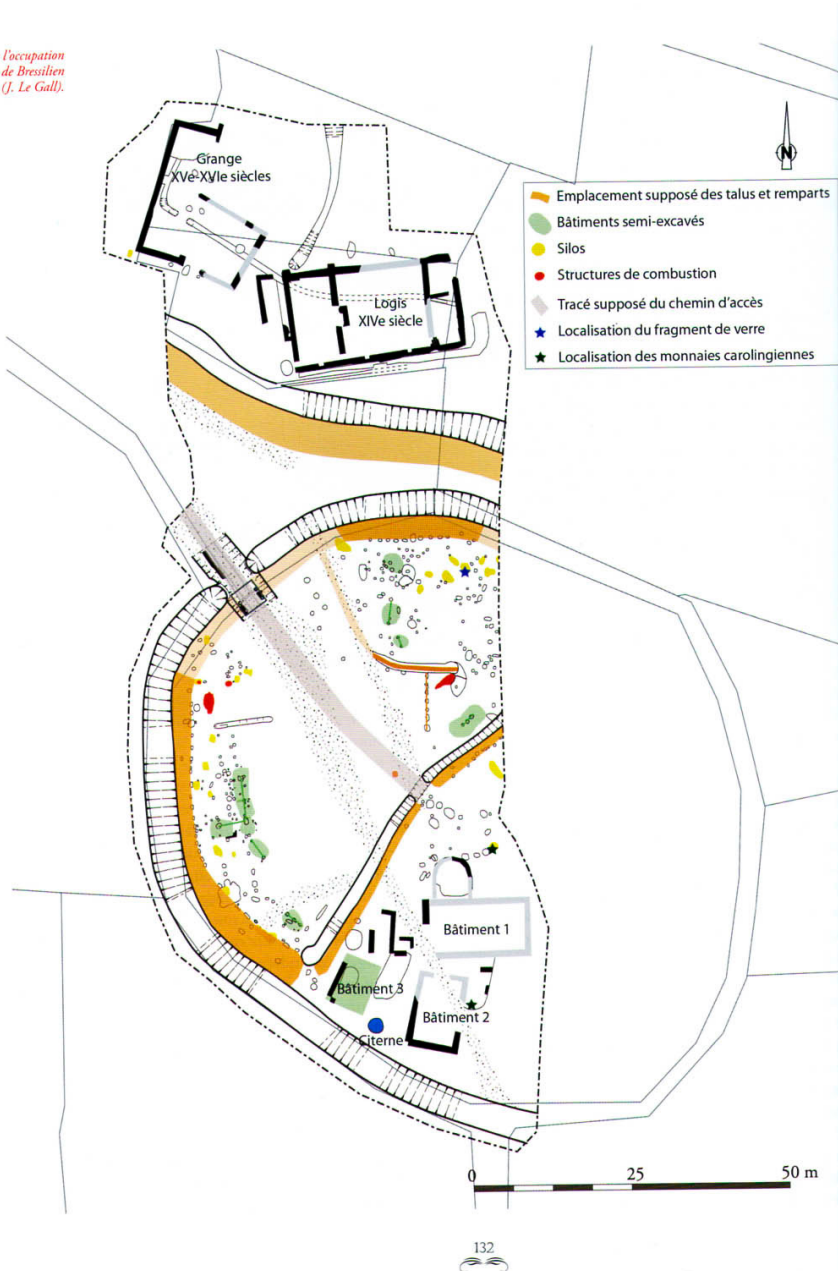 l'occupation
de Bressilien
(J. Le Gall).
Grange
XVe-XVIe siècles
N
Emplacement supposé des talus et remparts
Bâtiments semi-excavés
Silos
Structures de combustion
Tracé supposé du chemin d'accès
Localisation du fragment de verre
Localisation des monnaies carolingiennes
Logis
XIVe siècle
Bâtiment 1
Bâtiment 3
Bâtiment 2
Citerne
0 25 50 m
132